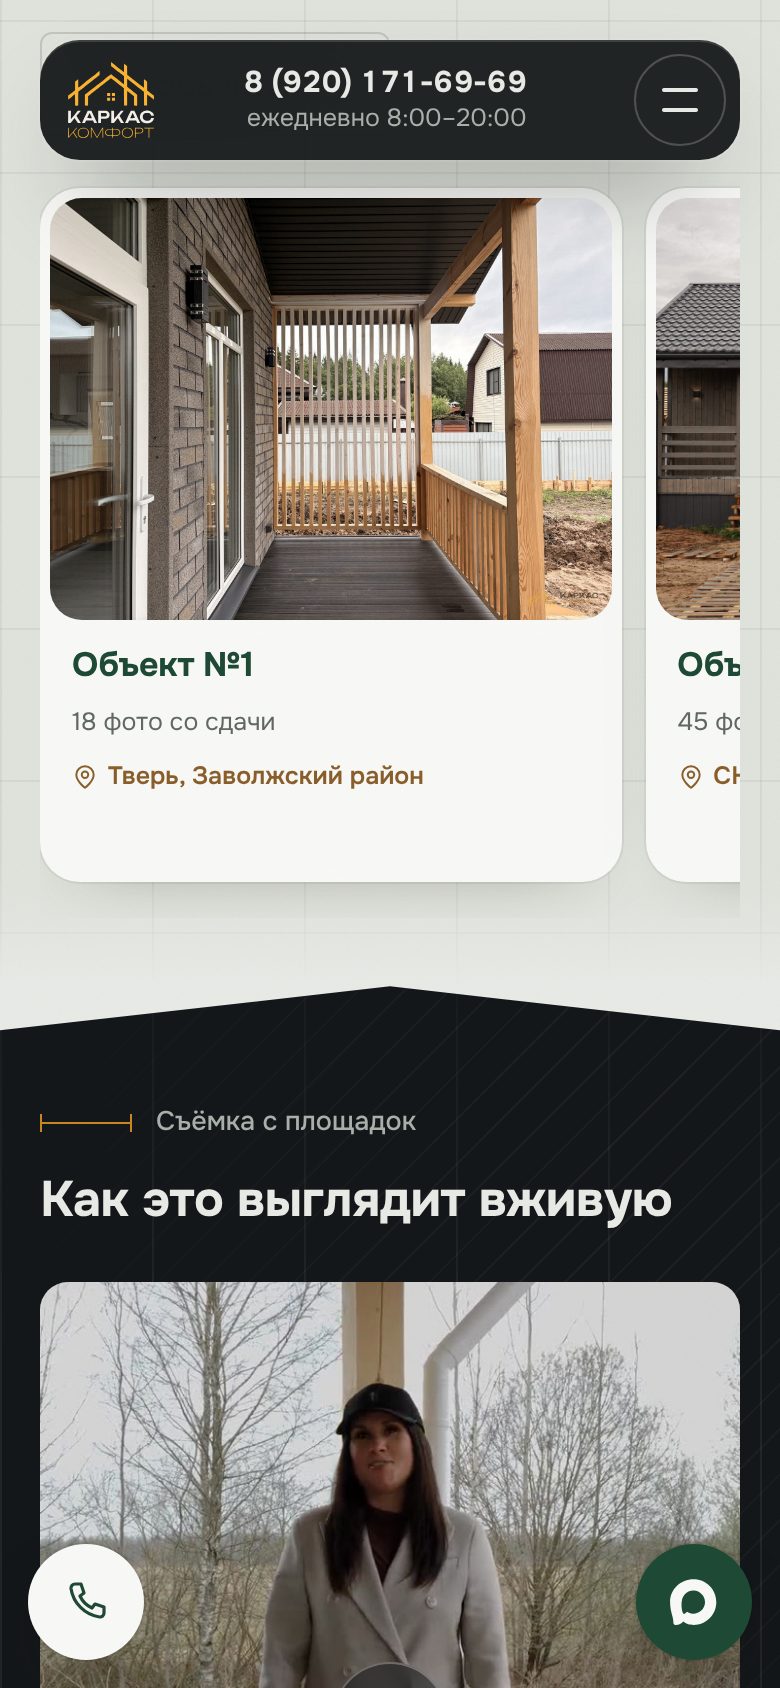 КАРКАС
КОМФОРТ
8 (920) 171-69-69
ежедневно 8:00–20:00
КАРКАС
Объект №1
18 фото со сдачи
Тверь, Заволжский район
Объ
45 фо
Съёмка с площадок
Как это выглядит вживую